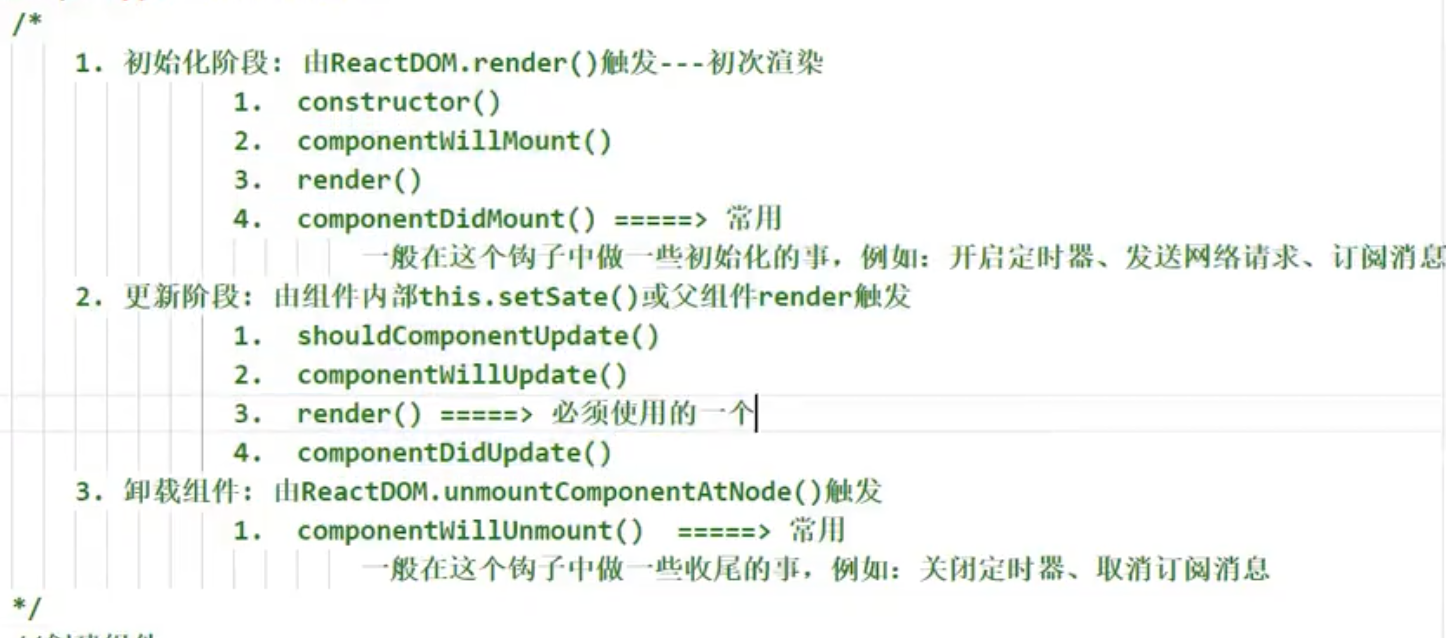 /*
1. 初始化阶段: 由ReactDOM.render()触发---初次渲染
1. constructor()
2. componentWillMount()
3. render()
4. componentDidMount() =====> 常用
一般在这个钩子中做一些初始化的事，例如：开启定时器、发送网络请求、订阅消息
2. 更新阶段: 由组件内部this.setSate()或父组件render触发
1. shouldComponentUpdate()
2. componentWillUpdate()
3. render() =====> 必须使用的一个
4. componentDidUpdate()
3. 卸载组件: 由ReactDOM.unmountComponentAtNode()触发
1. componentWillUnmount() =====> 常用
一般在这个钩子中做一些收尾的事，例如：关闭定时器、取消订阅消息
*/